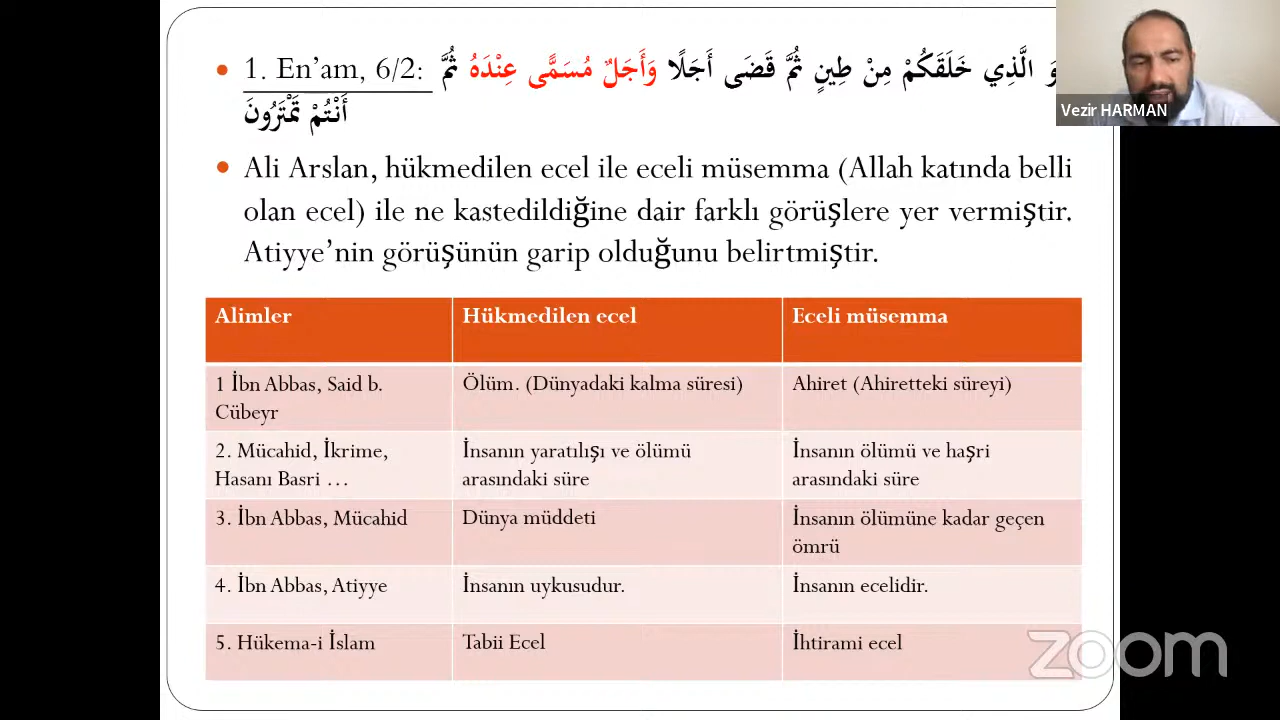 • 1. En’am, 6/2: وَ الَّذِي خَلَقَكُمْ مِنْ طِينٍ ثُمَّ قَضَى أَجَلًا وَأَجَلٌ مُسَمًّى عِنْدَهُ ثُمَّ
أَنْتُمْ تَمْتَرُونَ
• Ali Arslan, hükmedilen ecel ile eceli müsemma (Allah katında belli
olan ecel) ile ne kastedildiğine dair farklı görüşlere yer vermiştir.
Atiyye’nin görüşünün garip olduğunu belirtmiştir.
Alimler Hükmedilen ecel Eceli müsemma
1 İbn Abbas, Said b.
Cübeyr
Ölüm. (Dünyadaki kalma süresi)
Ahiret (Ahiretteki süreyi)
2. Mücahid, İkrime,
Hasanı Basri …
İnsanın yaratılışı ve ölümü
arasındaki süre
İnsanın ölümü ve haşri
arasındaki süre
3. İbn Abbas, Mücahid
Dünya müddeti
İnsanın ölümüne kadar geçen
ömrü
4. İbn Abbas, Atiyye
İnsanın uykusudur.
İnsanın ecelidir.
5. Hükema-i İslam
Tabii Ecel
İhtirami ecel
Vezir HARMAN
zoom